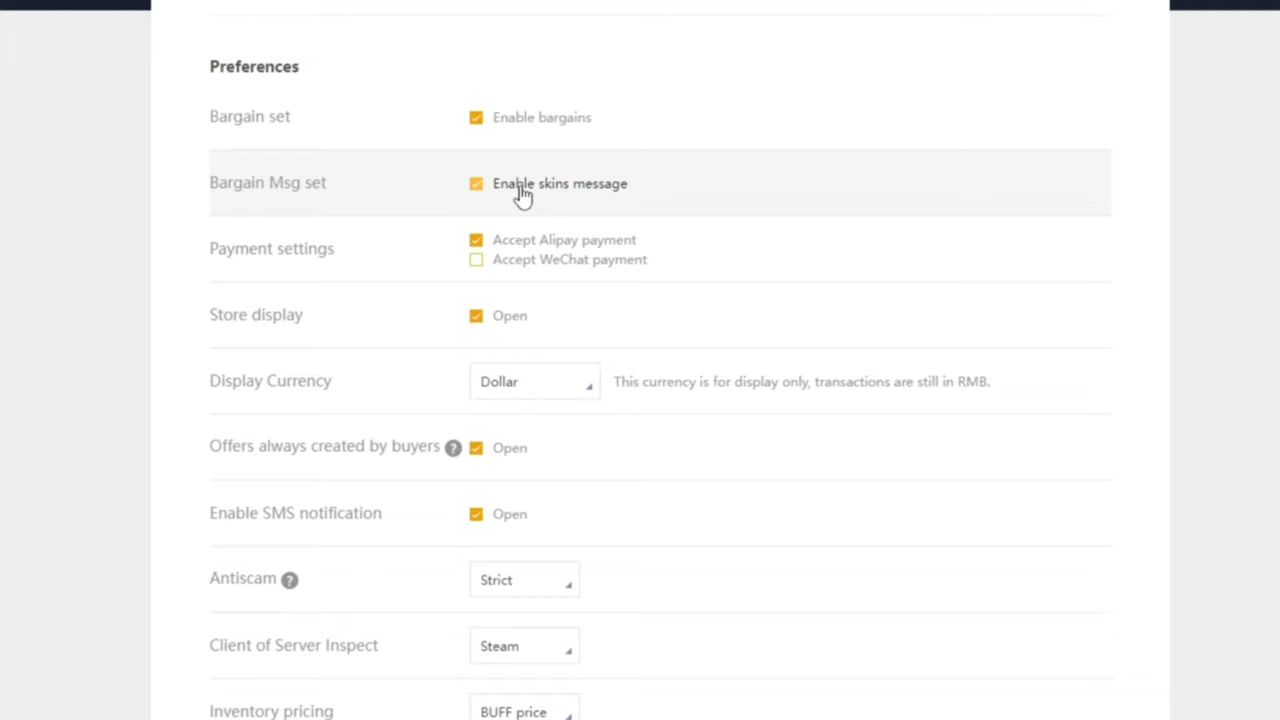 Preferences
Bargain set
Enable bargains
Bargain Msg set
Enable skins message
Payment settings
Accept Alipay payment
Accept WeChat payment
Store display
Open
Display Currency
Dollar
This currency is for display only, transactions are still in RMB.
Offers always created by buyers ?
Open
Enable SMS notification
Open
Antiscam ?
Strict
Client of Server Inspect
Steam
Inventory pricing
BUFF price